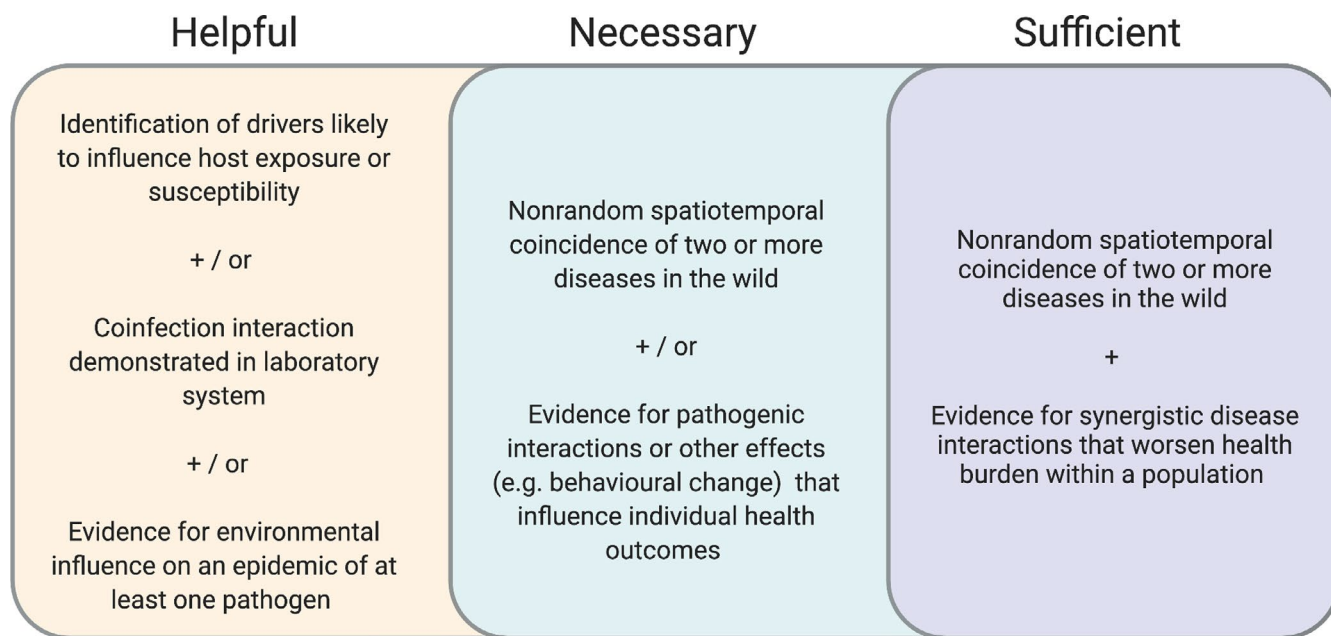 Helpful
Necessary
Sufficient
Identification of drivers likely
to influence host exposure or
susceptibility
+ / or
Coinfection interaction
demonstrated in laboratory
system
+ / or
Evidence for environmental
influence on an epidemic of at
least one pathogen
Nonrandom spatiotemporal
coincidence of two or more
diseases in the wild
+ / or
Evidence for pathogenic
interactions or other effects
(e.g. behavioural change)  that
influence individual health
outcomes
Nonrandom spatiotemporal
coincidence of two or more
diseases in the wild
+
Evidence for synergistic disease
interactions that worsen health
burden within a population